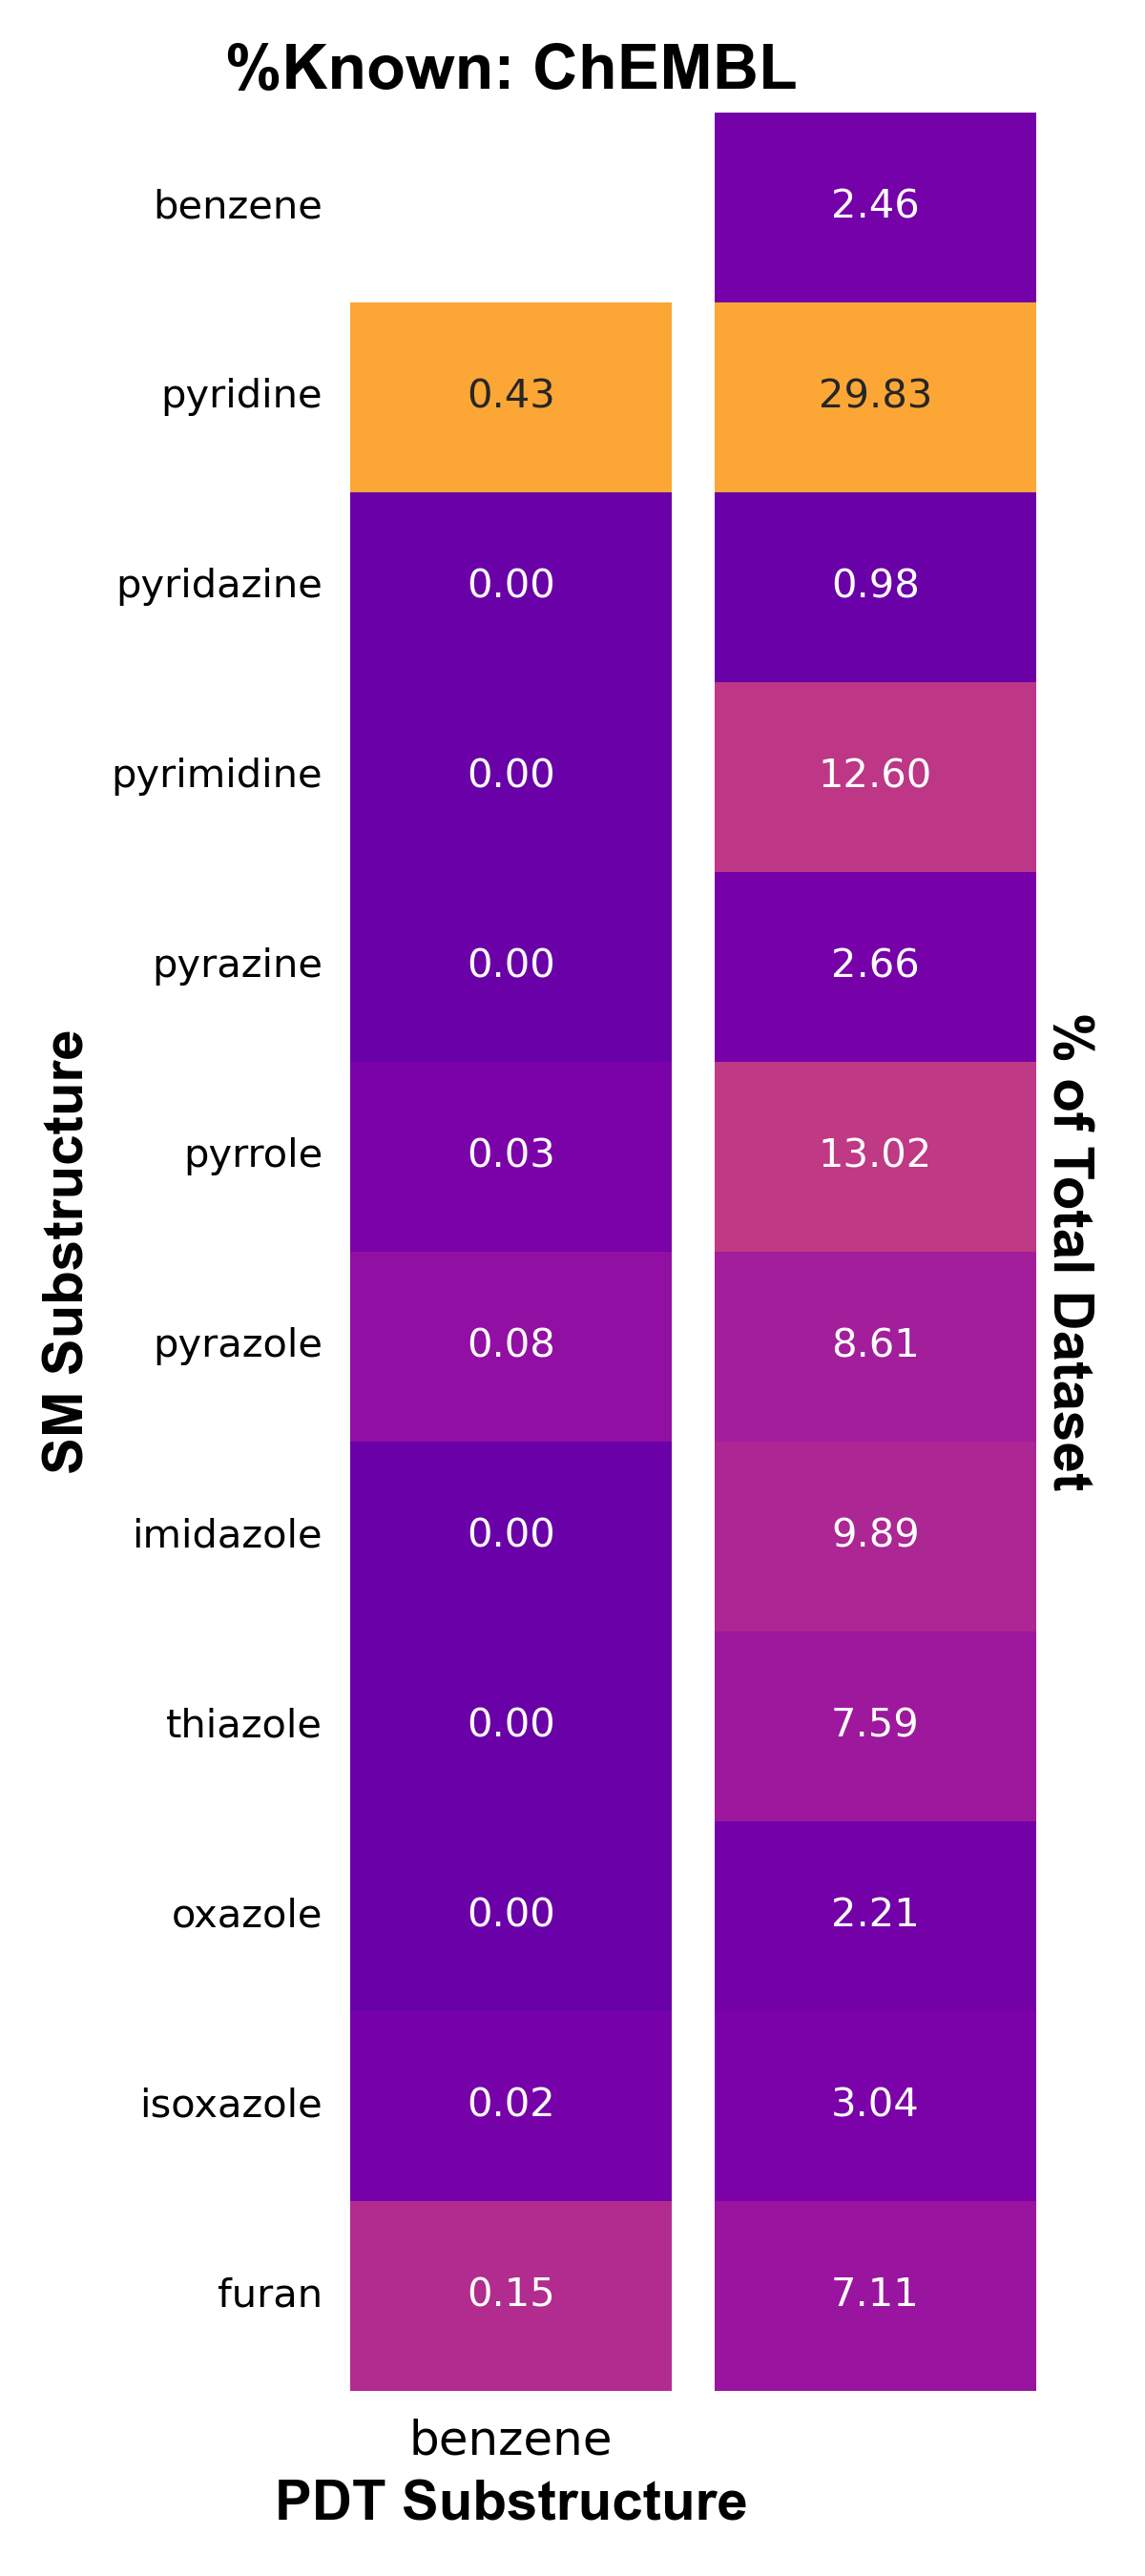 %Known: ChEMBL
benzene 2.46
pyridine 0.43 29.83
pyridazine 0.00 0.98
pyrimidine 0.00 12.60
pyrazine 0.00 2.66
pyrrole 0.03 13.02
pyrazole 0.08 8.61
imidazole 0.00 9.89
thiazole 0.00 7.59
oxazole 0.00 2.21
isoxazole 0.02 3.04
furan 0.15 7.11
benzene
PDT Substructure
SM Substructure
% of Total Dataset